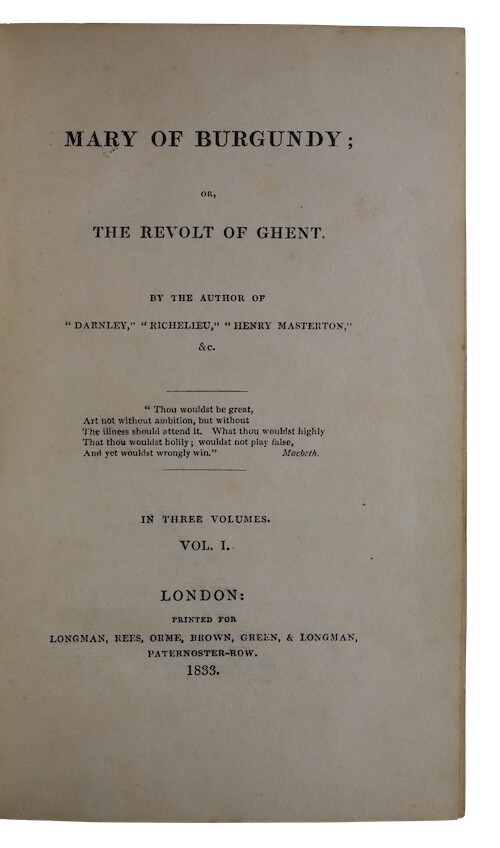 MARY OF BURGUNDY;
OR,
THE REVOLT OF GHENT.
BY THE AUTHOR OF
“DARNLEY,” “RICHELIEU,” “HENRY MASTERTON,”
&c.
“Thou wouldst be great,
Art not without ambition, but without
The illness should attend it. What thou wouldst highly
That thou wouldst holily; wouldst not play false,
And yet wouldst wrongly win.” Macbeth.
IN THREE VOLUMES.
VOL. I.
LONDON:
PRINTED FOR
LONGMAN, REES, ORME, BROWN, GREEN, & LONGMAN,
PATERNOSTER-ROW.
1833.